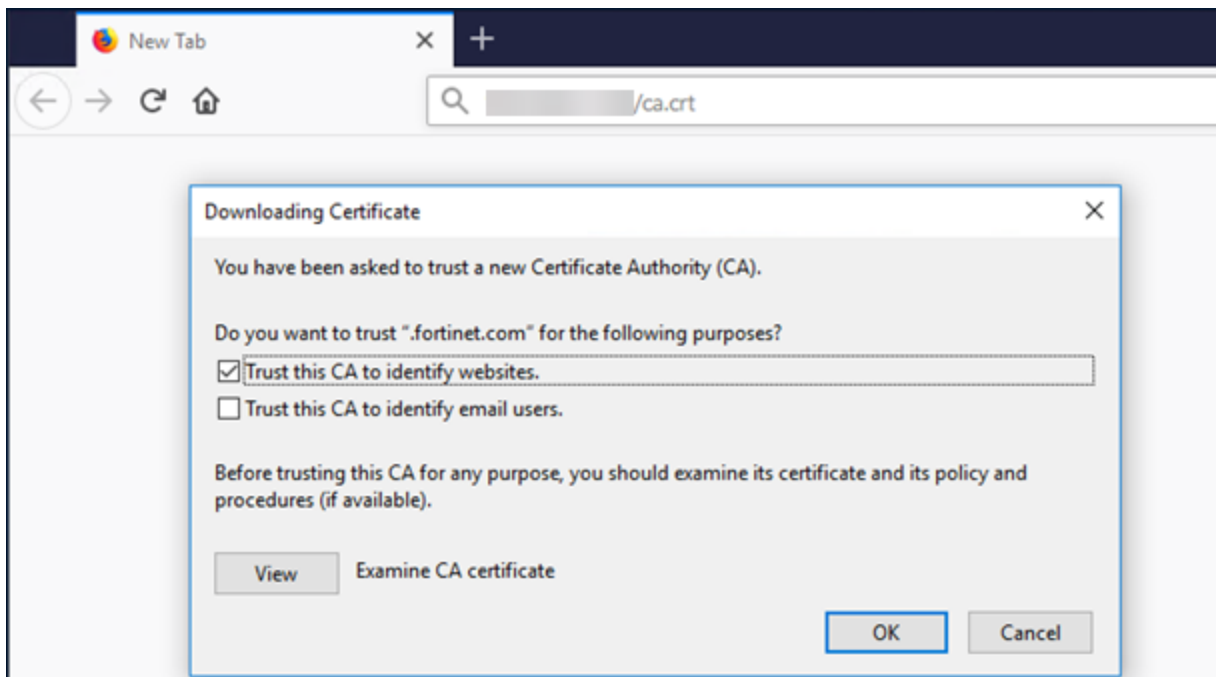 New Tab
/ca.crt
Downloading Certificate
You have been asked to trust a new Certificate Authority (CA).
Do you want to trust ".fortinet.com" for the following purposes?
Trust this CA to identify websites.
Trust this CA to identify email users.
Before trusting this CA for any purpose, you should examine its certificate and its policy and
procedures (if available).
View Examine CA certificate
OK Cancel